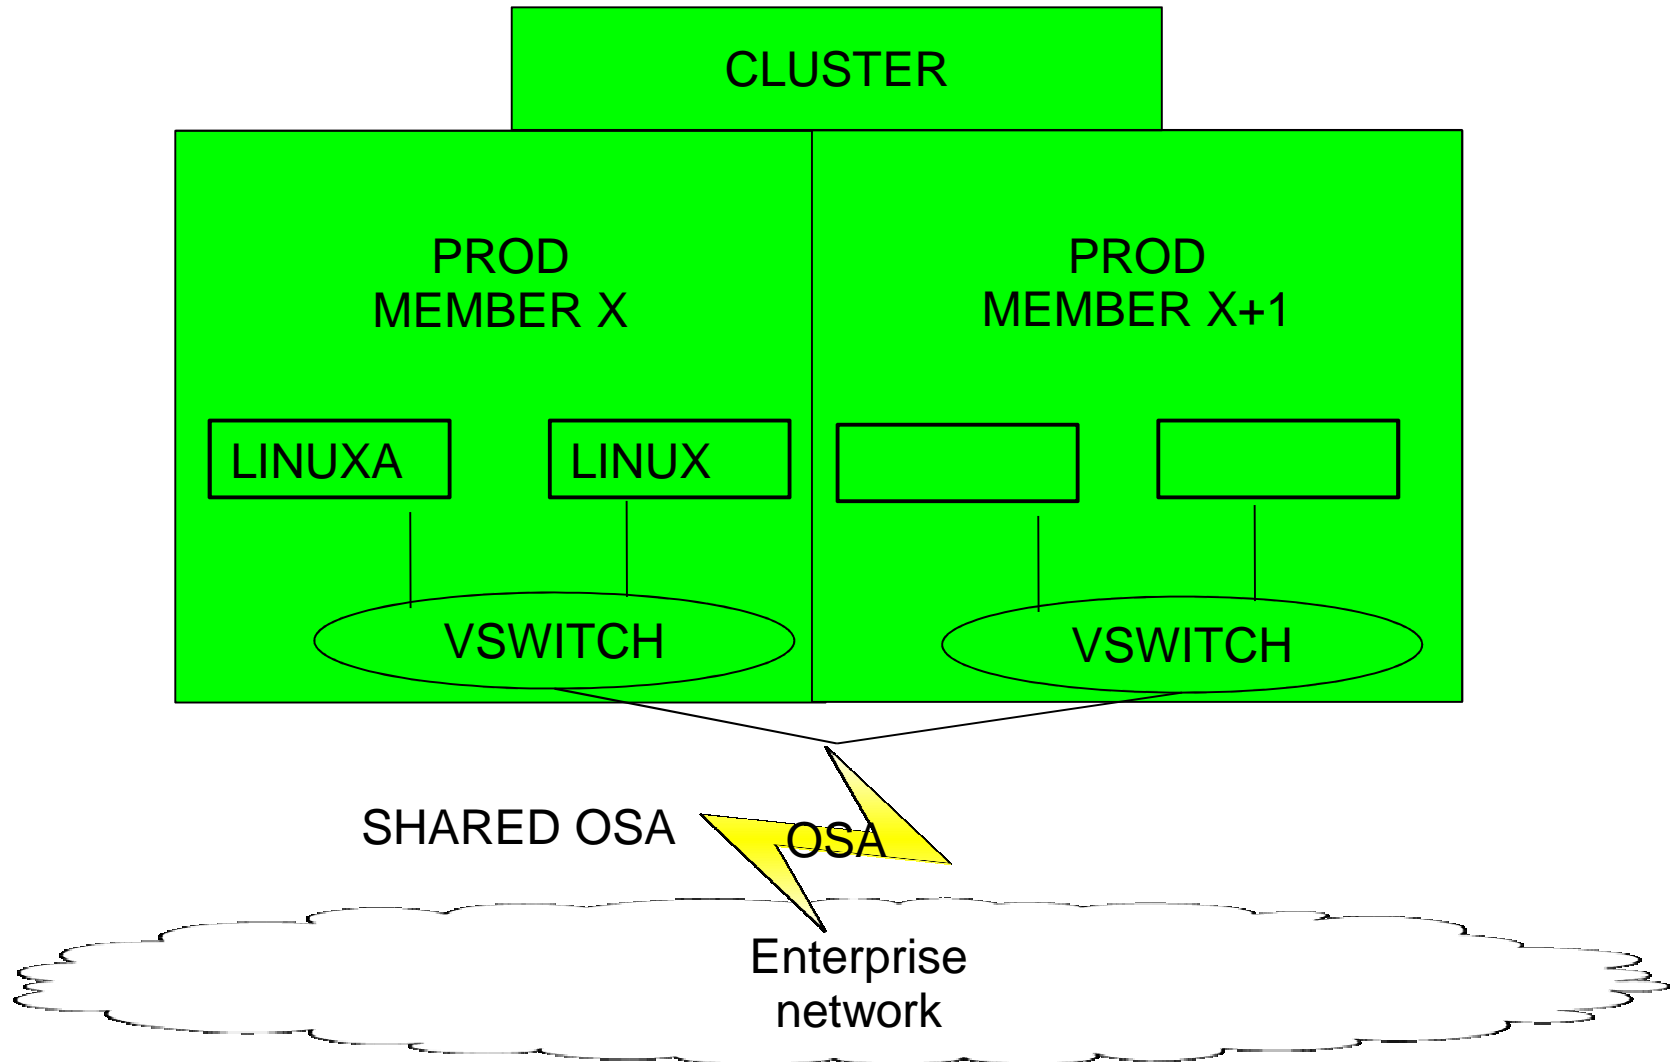 CLUSTER
PROD
MEMBER X
PROD
MEMBER X+1
LINUXA
LINUX
VSWITCH
VSWITCH
SHARED OSA
OSA
Enterprise
network